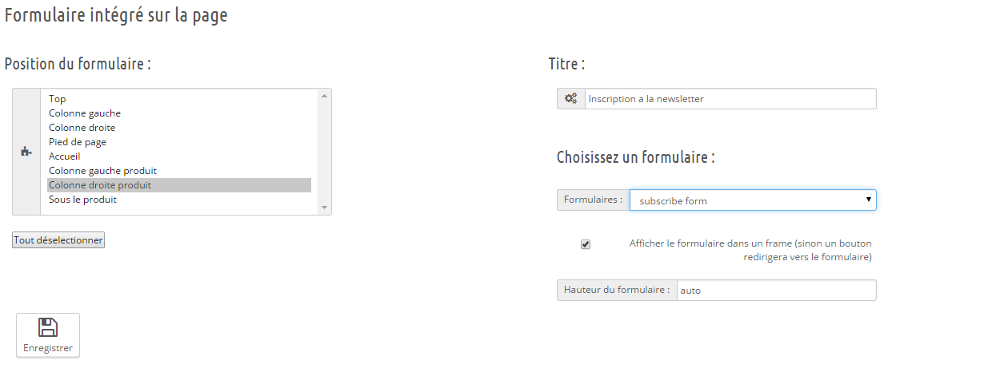 Formulaire intégré sur la page
Position du formulaire :
Top
Colonne gauche
Colonne droite
Pied de page
Accueil
Colonne gauche produit
Colonne droite produit
Sous le produit
Tout déselectionner
Enregistrer
Titre :
Inscription a la newsletter
Choisissez un formulaire :
Formulaires : subscribe form
Afficher le formulaire dans un frame (sinon un bouton
redirigera vers le formulaire)
Hauteur du formulaire : auto